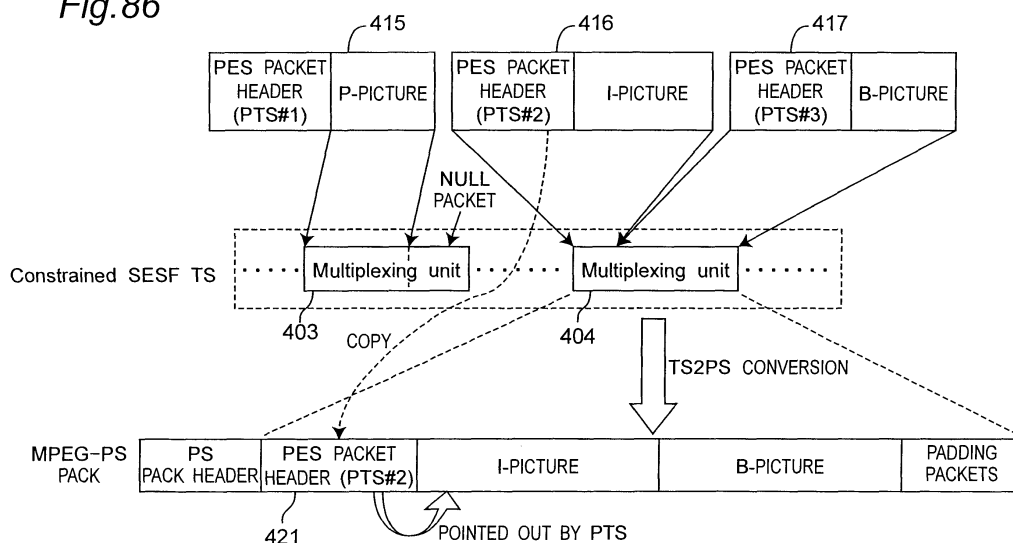 Fig.86
415
416
417
PES PACKET
HEADER
(PTS#1)
P-PICTURE
PES PACKET
HEADER
(PTS#2)
I-PICTURE
PES PACKET
HEADER
(PTS#3)
B-PICTURE
NULL
PACKET
Constrained SESF TS
Multiplexing unit
Multiplexing unit
403
404
COPY
TS2PS CONVERSION
MPEG-PS
PACK
PS
PACK HEADER
PES PACKET
HEADER (PTS#2)
I-PICTURE
B-PICTURE
PADDING
PACKETS
421
POINTED OUT BY PTS